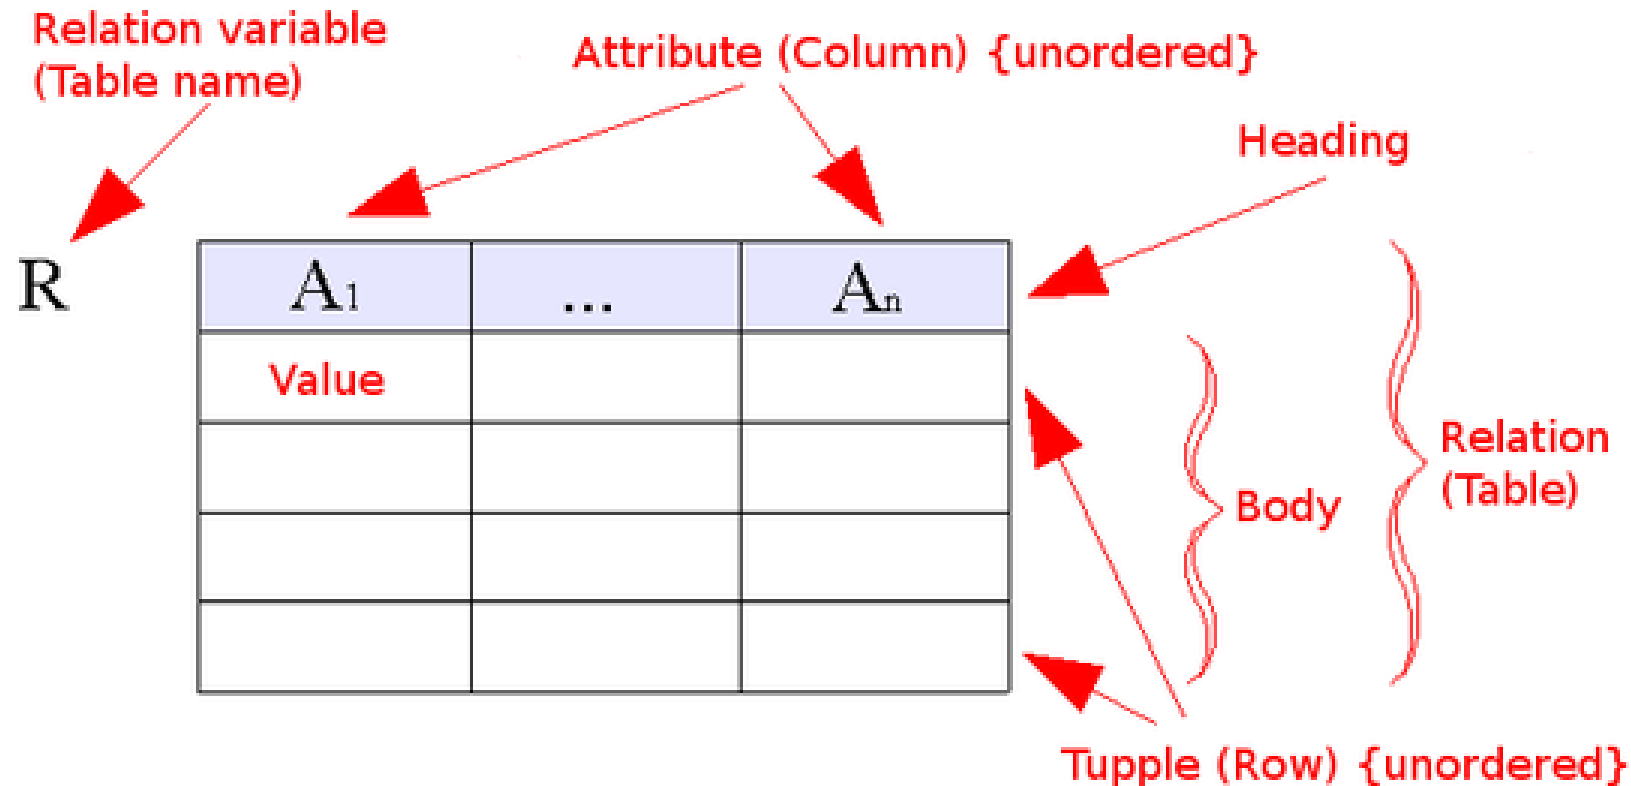 Relation variable
(Table name)
Attribute (Column) {unordered}
Heading
R
A1 ... An
Value
Relation
(Table)
Body
Tupple (Row) {unordered}